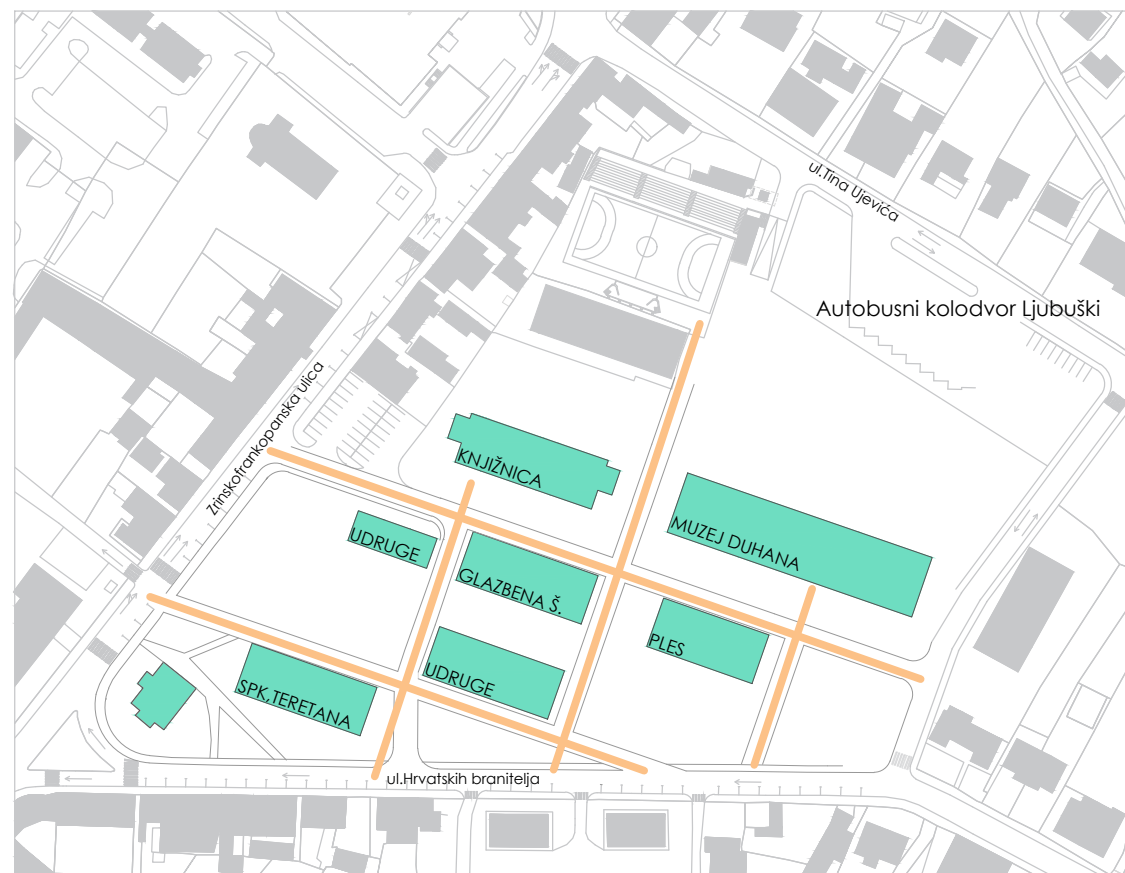 ul.Tina Ujevića
Autobusni kolodvor Ljubuški
Zrinskofrankopanska ulica
KNJIŽNICA
MUZEJ DUHANA
UDRUGE
GLAZBENA Š.
PLES
UDRUGE
SPK,TERETANA
ul.Hrvatskih branitelja